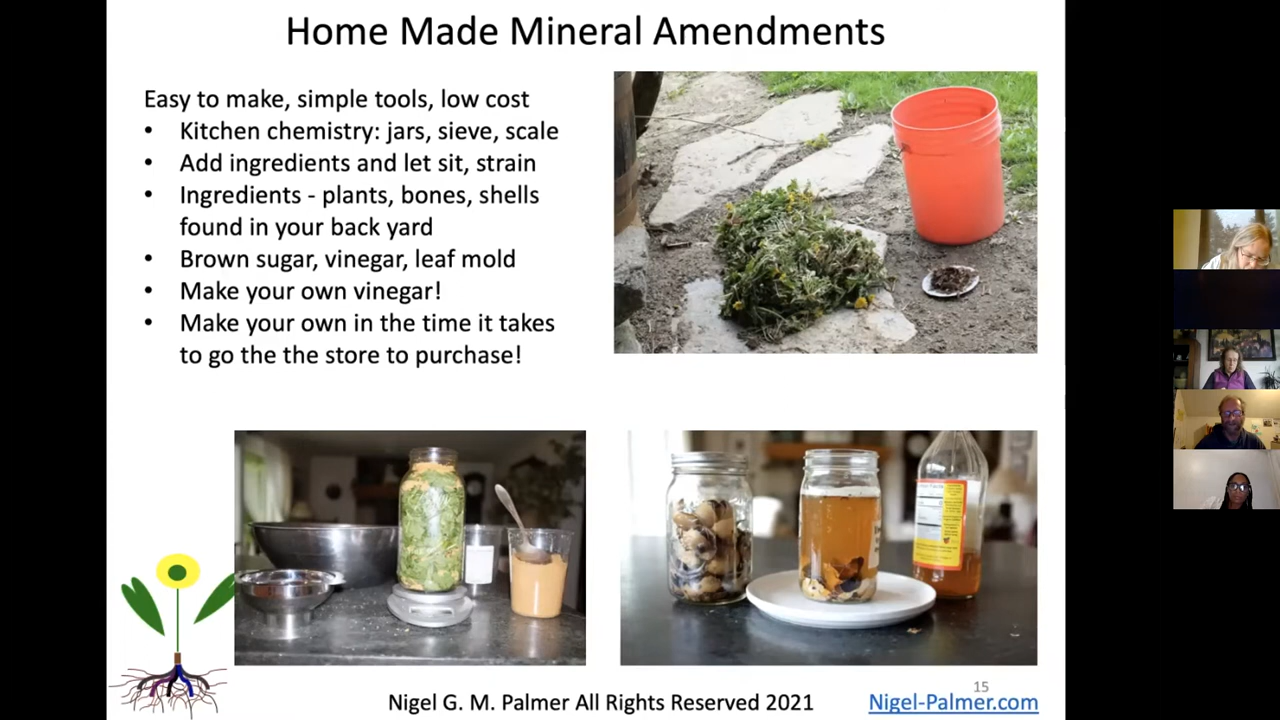 Home Made Mineral Amendments
Easy to make, simple tools, low cost
• Kitchen chemistry: jars, sieve, scale
• Add ingredients and let sit, strain
• Ingredients - plants, bones, shells
found in your back yard
• Brown sugar, vinegar, leaf mold
• Make your own vinegar!
• Make your own in the time it takes
to go the the store to purchase!
Nigel G. M. Palmer All Rights Reserved 2021
15
Nigel-Palmer.com